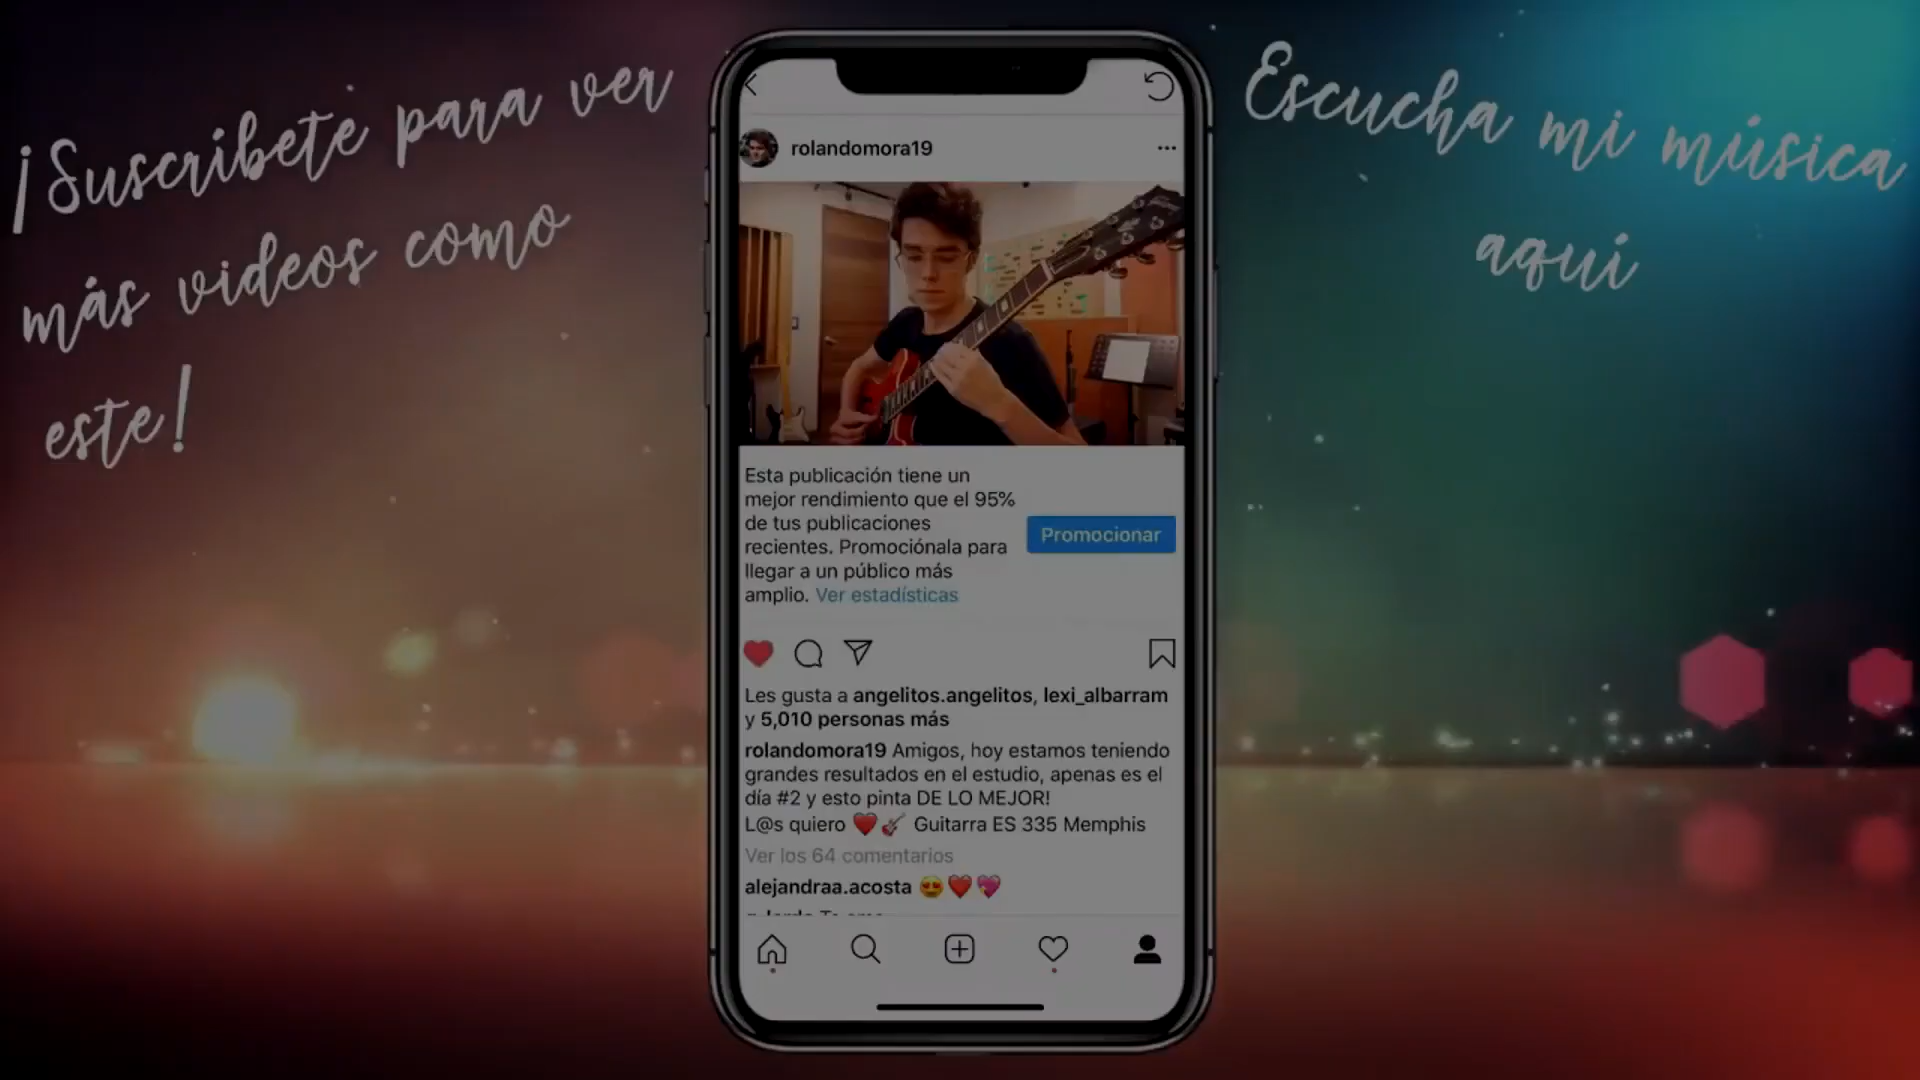 ¡Suscribete para ver
más videos como
este!
Escucha mi música
aquí
rolandomora19
Esta publicación tiene un
mejor rendimiento que el 95%
de tus publicaciones
recientes. Promociónala para
llegar a un público más
amplio. Ver estadísticas
Promocionar
Les gusta a angelitos.angelitos, lexi_albarram
y 5,010 personas más
rolandomora19 Amigos, hoy estamos teniendo
grandes resultados en el estudio, apenas es el
día #2 y esto pinta DE LO MEJOR!
L@s quiero ❤️🎸 Guitarra ES 335 Memphis
Ver los 64 comentarios
alejandraa.acosta 😍❤️💖